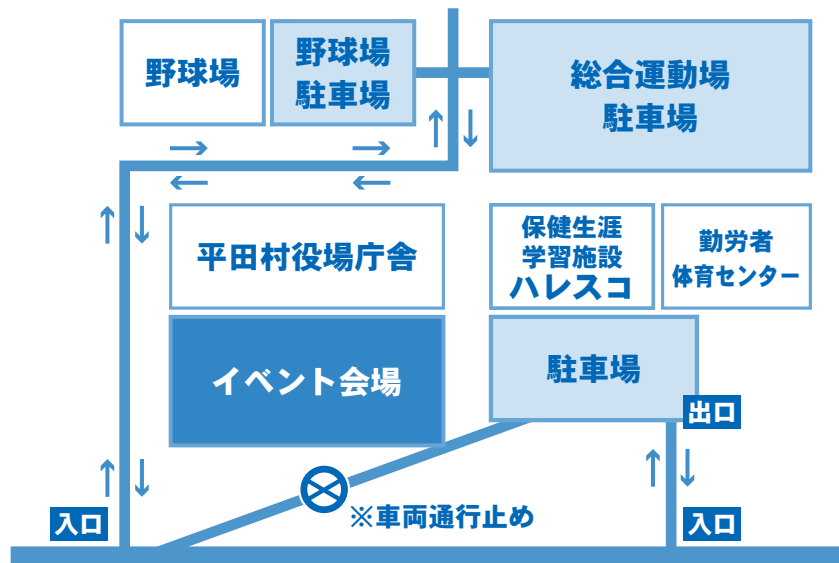 野球場
野球場
駐車場
総合運動場
駐車場
平田村役場庁舎
保健生涯
学習施設
ハレスコ
勤労者
体育センター
イベント会場
駐車場
出口
※車両通行止め
入口
入口